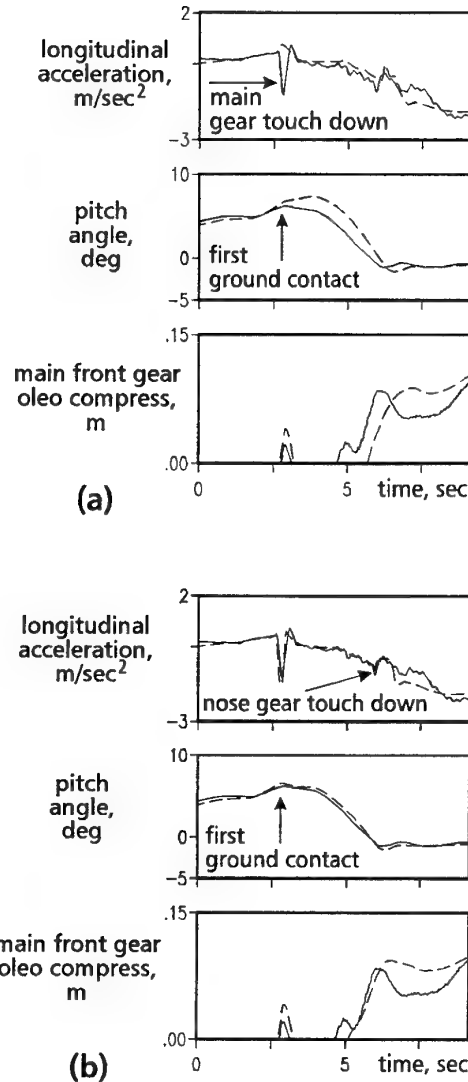 2
longitudinal
acceleration,
m/sec2
main
gear touch down
-3
10
pitch
angle,
deg
0
first
ground contact
-5
.15
main front gear
oleo compress,
m
.00
(a)
0
5
time, sec
2
longitudinal
acceleration,
m/sec2
nose gear touch down
-3
10
pitch
angle,
deg
0
first
ground contact
-5
.15
main front gear
oleo compress,
m
.00
(b)
0
5
time, sec